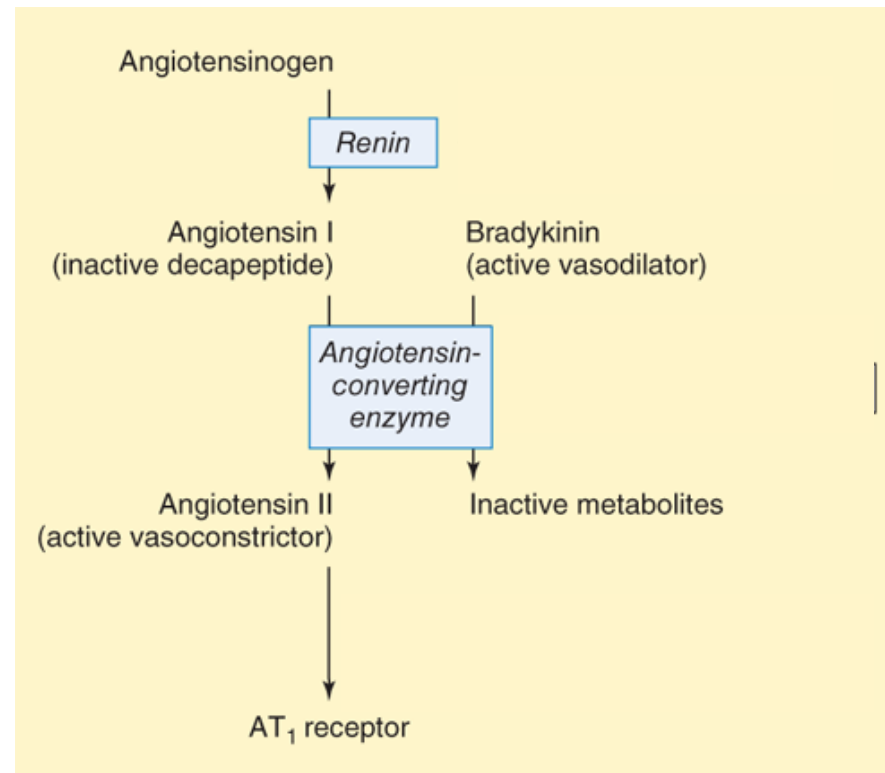 Angiotensinogen
Renin
Angiotensin I
(inactive decapeptide)
Bradykinin
(active vasodilator)
Angiotensin-
converting
enzyme
Angiotensin II
(active vasoconstrictor)
Inactive metabolites
AT₁ receptor